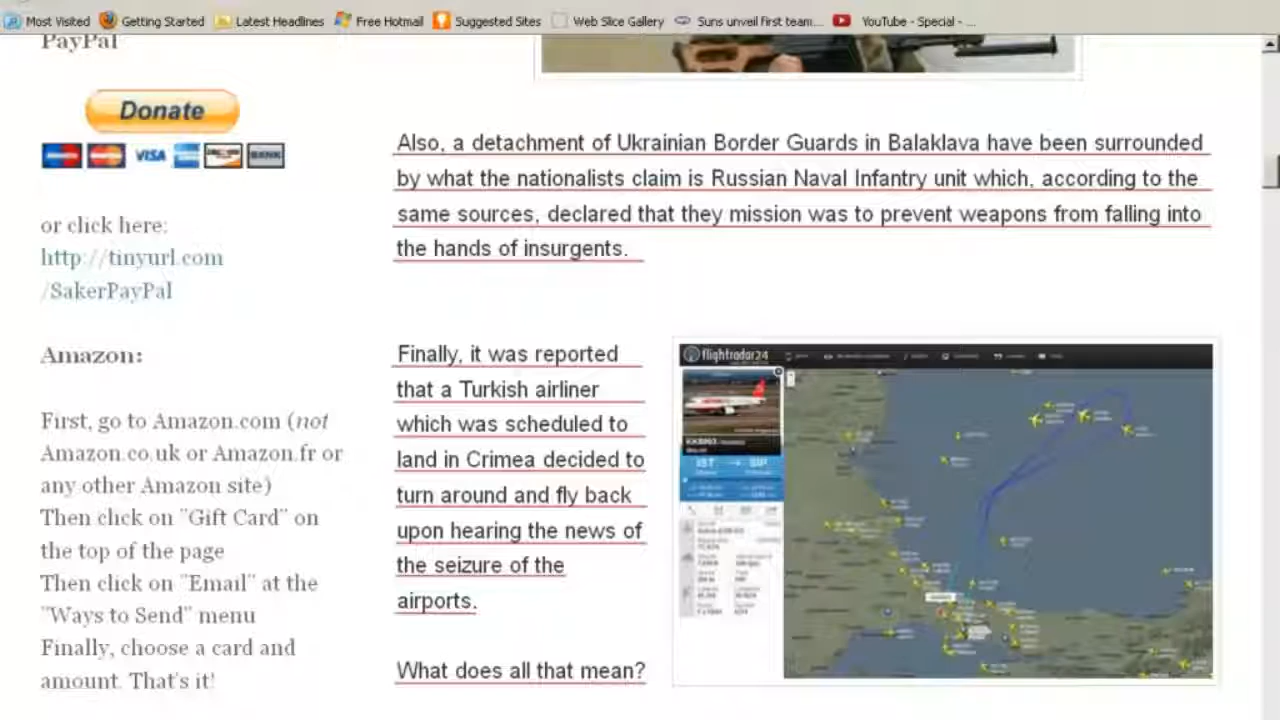 Most Visited Getting Started Latest Headlines Free Hotmail Suggested Sites Web Slice Gallery Suns unveil first team... YouTube - Special - ...
PayPal
Donate
VISA
BANK
or click here:
http://tinyurl.com
/SakerPayPal
Amazon:
First, go to Amazon.com (not
Amazon.co.uk or Amazon.fr or
any other Amazon site)
Then click on "Gift Card" on
the top of the page
Then click on "Email" at the
"Ways to Send" menu
Finally, choose a card and
amount. That's it!
Also, a detachment of Ukrainian Border Guards in Balaklava have been surrounded
by what the nationalists claim is Russian Naval Infantry unit which, according to the
same sources, declared that they mission was to prevent weapons from falling into
the hands of insurgents.
Finally, it was reported
that a Turkish airliner
which was scheduled to
land in Crimea decided to
turn around and fly back
upon hearing the news of
the seizure of the
airports.
What does all that mean?
flightradar24
IST SIP